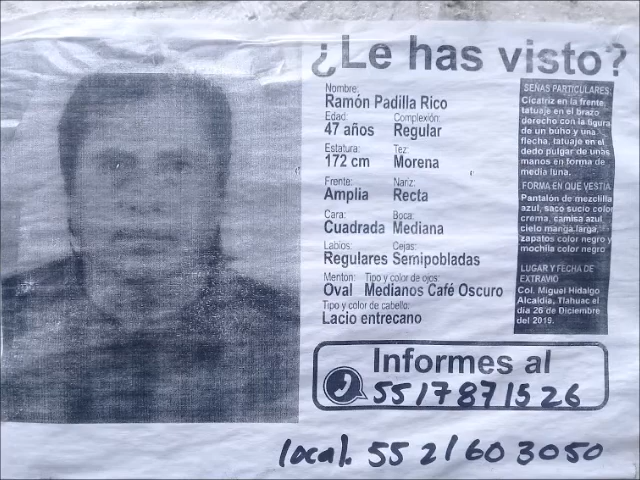 ¿Le has visto?
Nombre:
Ramón Padilla Rico
Edad: Complexión:
47 años Regular
Estatura: Tez:
172 cm Morena
Frente: Nariz:
Amplia Recta
Cara: Boca:
Cuadrada Mediana
Labios: Cejas:
Regulares Semipobladas
Menton: Tipo y color de ojos:
Oval Medianos Café Oscuro
Tipo y color de cabello:
Lacio entrecano
SEÑAS PARTICULARES:
Cicatriz en la frente,
tatuaje en el brazo
derecho con la figura
de un búho y una
flecha, tatuaje en el
dedo pulgar de unas
manos en forma de
media luna.
FORMA EN QUE VESTÍA
Pantalón de mezclilla
azul, saco sucio color
crema, camisa azul
cielo manga larga,
zapatos color negro y
mochila color negro
LUGAR Y FECHA DE
EXTRAVIO
Col. Miguel Hidalgo
Alcaldía, Tlahuac el
día 26 de Diciembre
del 2019.
Informes al
5517871526
local. 55 21603050